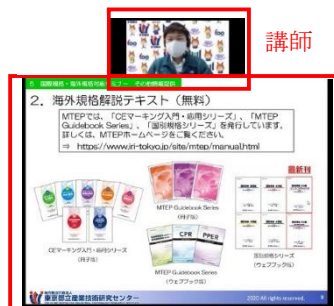 講師
2. 海外規格解説テキスト(無料)
MTEPでは、「CEマーキング入門・応用シリーズ」、「MTEP
Guidebook Series」、「国別規格シリーズ」を発行しています。
詳しくは、MTEPホームページをご覧ください。
⇒ https://www.iri-tokyo.jp/site/mtep/manual.html
最新刊
CPR
PPER
CEマーキング入門・応用シリーズ
(冊子版)
MTEP Guidebook Series
(冊子版)
MTEP Guidebook Series
(ウェブブック版)
国別規格シリーズ
(ウェブブック版)
東京都立産業技術研究センター
2020 All rights reserved.